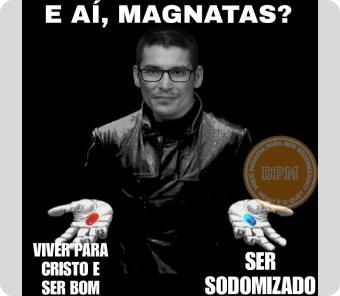 E AÍ, MAGNATAS?
DPM
VIVER PARA
CRISTO E
SER BOM
SER
SODOMIZADO